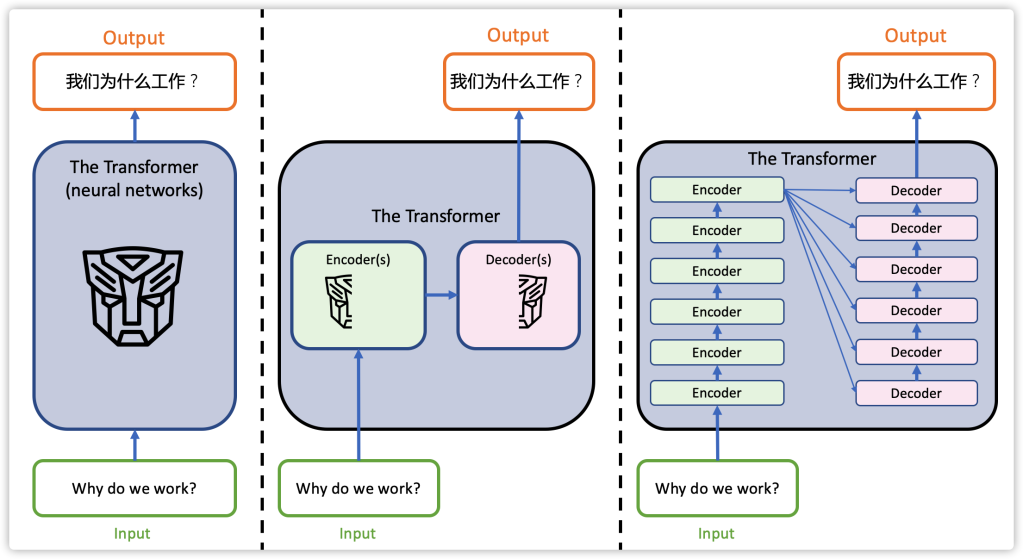 Output
我们为什么工作？
The Transformer
(neural networks)
Why do we work?
Input
Output
我们为什么工作？
The Transformer
Encoder(s)
Decoder(s)
Why do we work?
Input
Output
我们为什么工作？
The Transformer
Encoder
Decoder
Encoder
Decoder
Encoder
Decoder
Encoder
Decoder
Encoder
Decoder
Encoder
Decoder
Why do we work?
Input